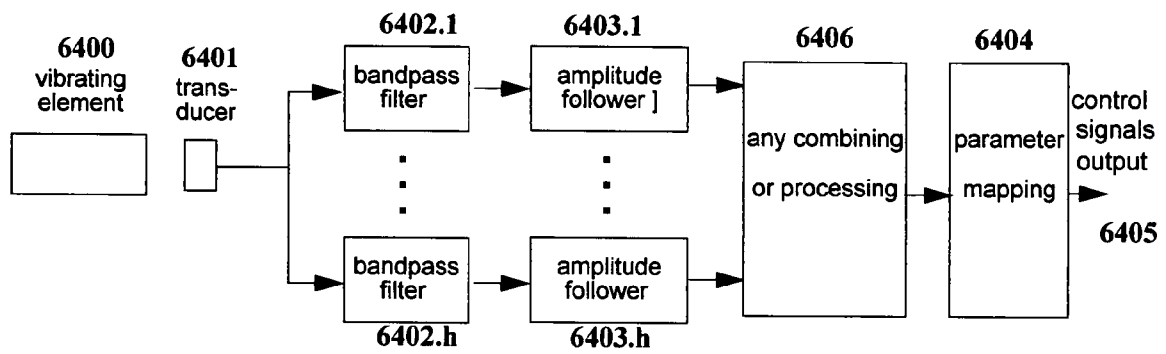 6400
vibrating
element
6401
trans-
ducer
6402.1
bandpass
filter
6403.1
amplitude
follower ]
bandpass
filter
6402.h
amplitude
follower
6403.h
6406
any combining
or processing
6404
parameter
mapping
control
signals
output
6405